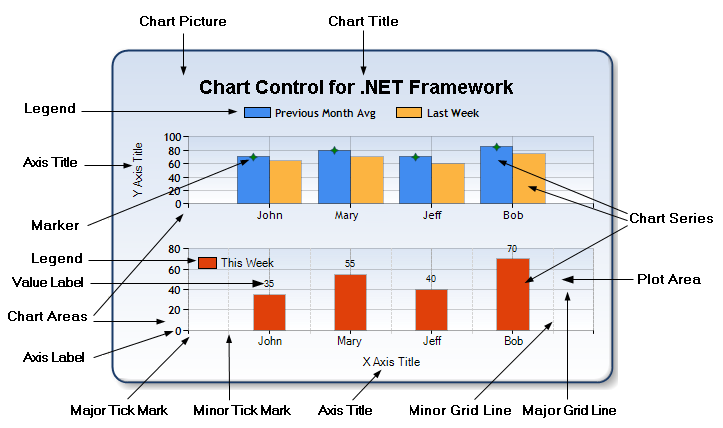 Chart Picture
Chart Title
Chart Control for .NET Framework
Legend
Previous Month Avg
Last Week
Axis Title
Y Axis Title
100
80
60
40
20
0
John
Mary
Jeff
Bob
Marker
Chart Series
Legend
This Week
Value Label
80
60
40
20
0
35
55
40
70
Plot Area
Chart Areas
John
Mary
Jeff
Bob
Axis Label
X Axis Title
Major Tick Mark
Minor Tick Mark
Axis Title
Minor Grid Line
Major Grid Line